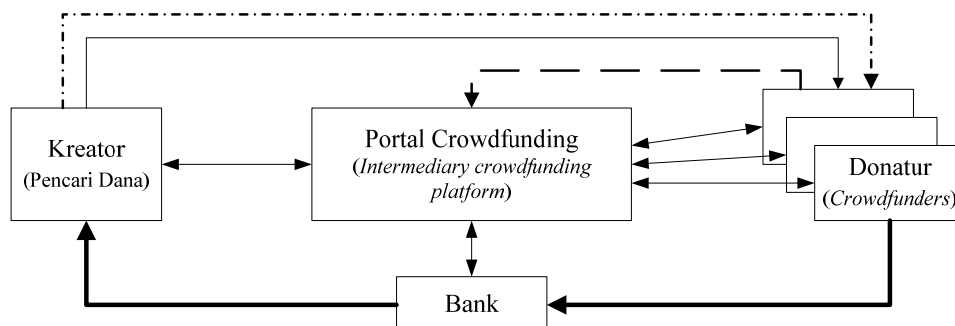 Kreator
(Pencari Dana)
Portal Crowdfunding
(Intermediary crowdfunding
platform)
Donatur
(Crowdfunders)
Bank